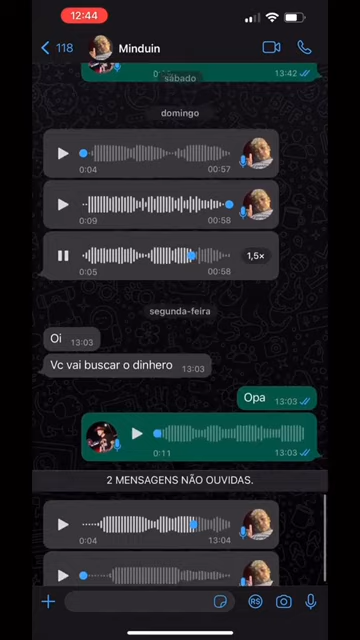 12:44
118
Minduin
13:42
sábado
domingo
0:04
00:57
0:09
00:58
1,5×
0:05
00:58
segunda-feira
Oi
13:03
Vc vai buscar o dinhero
13:03
Opa
13:03
0:11
13:03
2 MENSAGENS NÃO OUVIDAS.
0:04
13:04
RS